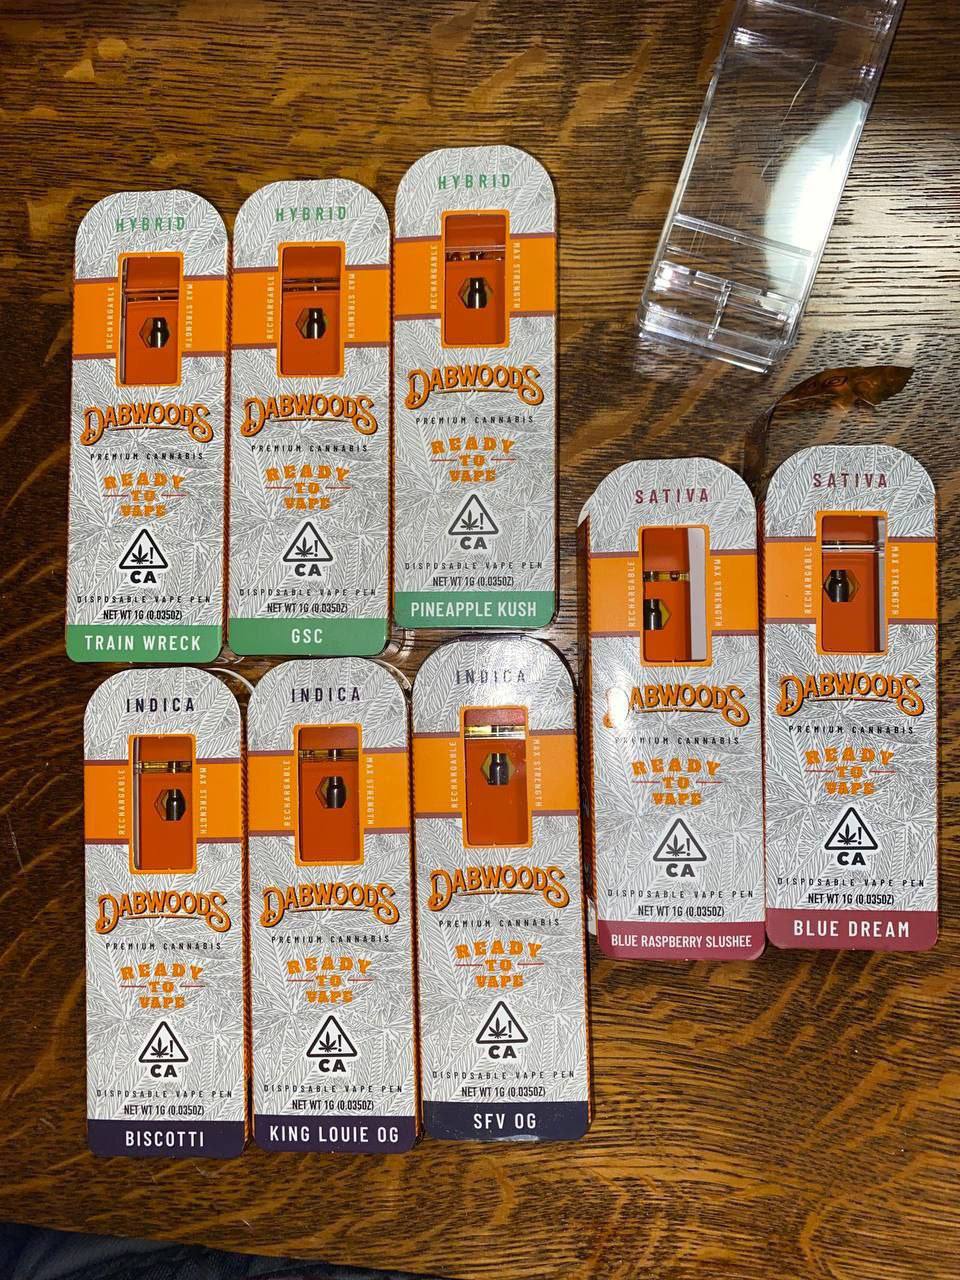 HYBRID
RECHARGABLE
MAX STRENGTH
DABWOODS
PREMIUM CANNABIS
READY
TO
VAPE
CA
DISPOSABLE VAPE PEN
NET WT 1G (0.035OZ)
TRAIN WRECK
HYBRID
RECHARGABLE
MAX STRENGTH
DABWOODS
PREMIUM CANNABIS
READY
TO
VAPE
CA
DISPOSABLE VAPE PEN
NET WT 1G (0.035OZ)
GSC
HYBRID
RECHARGABLE
MAX STRENGTH
DABWOODS
PREMIUM CANNABIS
READY
TO
VAPE
CA
DISPOSABLE VAPE PEN
NET WT 1G (0.035OZ)
PINEAPPLE KUSH
SATIVA
RECHARGABLE
MAX STRENGTH
DABWOODS
PREMIUM CANNABIS
READY
TO
VAPE
CA
DISPOSABLE VAPE PEN
NET WT 1G (0.035OZ)
BLUE RASPBERRY SLUSHEE
SATIVA
RECHARGABLE
MAX STRENGTH
DABWOODS
PREMIUM CANNABIS
READY
TO
VAPE
CA
DISPOSABLE VAPE PEN
NET WT 1G (0.035OZ)
BLUE DREAM
INDICA
RECHARGABLE
MAX STRENGTH
DABWOODS
PREMIUM CANNABIS
READY
TO
VAPE
CA
DISPOSABLE VAPE PEN
NET WT 1G (0.035OZ)
BISCOTTI
INDICA
RECHARGABLE
MAX STRENGTH
DABWOODS
PREMIUM CANNABIS
READY
TO
VAPE
CA
DISPOSABLE VAPE PEN
NET WT 1G (0.035OZ)
KING LOUIE OG
INDICA
RECHARGABLE
MAX STRENGTH
DABWOODS
PREMIUM CANNABIS
READY
TO
VAPE
CA
DISPOSABLE VAPE PEN
NET WT 1G (0.035OZ)
SFV OG